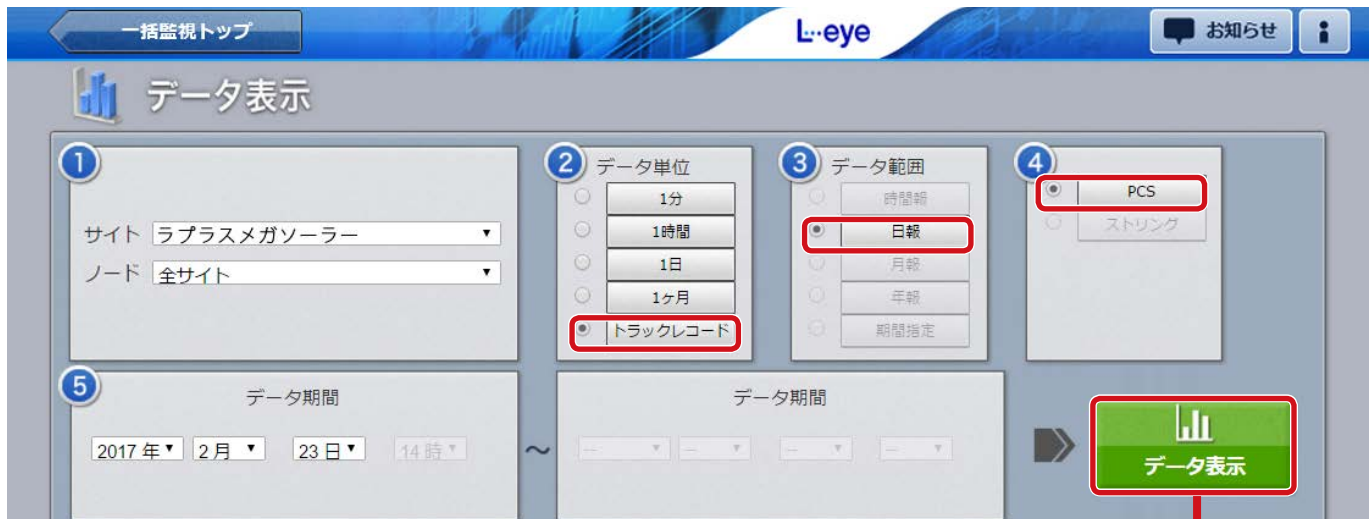 一括監視トップ
L·eye
お知らせ
i
データ表示
1
サイト ラプラスメガソーラー
ノード 全サイト
2 データ単位
1分
1時間
1日
1ヶ月
トラックレコード
3 データ範囲
時間報
日報
月報
年報
期間指定
4
PCS
ストリング
5 データ期間
2017 年 2 月 23 日 14 時
～
データ期間
-- -- -- --
データ表示